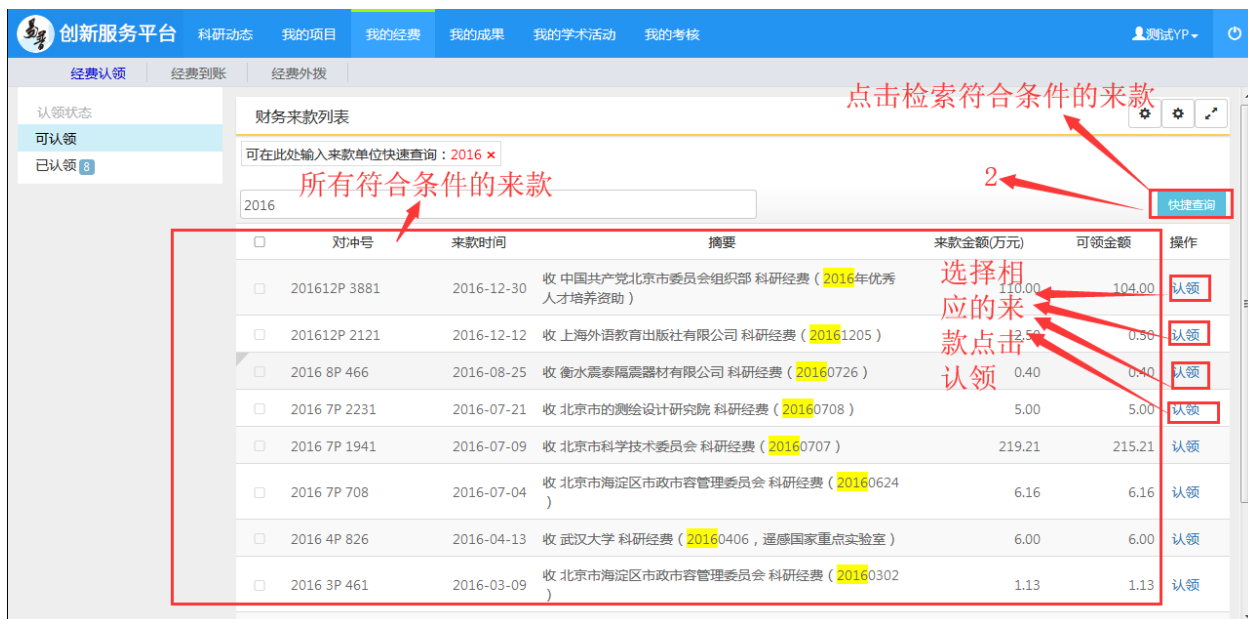 创新服务平台 科研动态 我的项目 我的经费 我的成果 我的学术活动 我的考核 测试YP
经费认领 经费到账 经费外拨
认领状态
可认领
已认领 8
财务来款列表
点击检索符合条件的来款
可在此处输入来款单位快速查询：2016 ×
所有符合条件的来款
2
2016 快捷查询
对冲号 来款时间 摘要 来款金额(万元) 可领金额 操作
201612P 3881 2016-12-30 收 中国共产党北京市委员会组织部 科研经费（2016年优秀
人才培养资助） 110.00 104.00 认领
201612P 2121 2016-12-12 收 上海外语教育出版社有限公司 科研经费（20161205） 2.50 0.50 认领
2016 8P 466 2016-08-25 收 衡水震泰隔震器材有限公司 科研经费（20160726） 0.40 0.40 认领
2016 7P 2231 2016-07-21 收 北京市的测绘设计研究院 科研经费（20160708） 5.00 5.00 认领
选择相
应的来
款点击
认领
2016 7P 1941 2016-07-09 收 北京市科学技术委员会 科研经费（20160707） 219.21 215.21 认领
2016 7P 708 2016-07-04 收 北京市海淀区市政市容管理委员会 科研经费（20160624
） 6.16 6.16 认领
2016 4P 826 2016-04-13 收 武汉大学 科研经费（20160406，遥感国家重点实验室） 6.00 6.00 认领
2016 3P 461 2016-03-09 收 北京市海淀区市政市容管理委员会 科研经费（20160302
） 1.13 1.13 认领